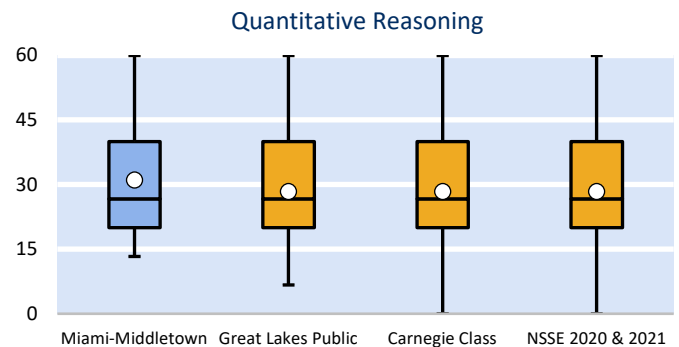 Quantitative Reasoning
60
45
30
15
0
Miami-Middletown Great Lakes Public Carnegie Class NSSE 2020 & 2021